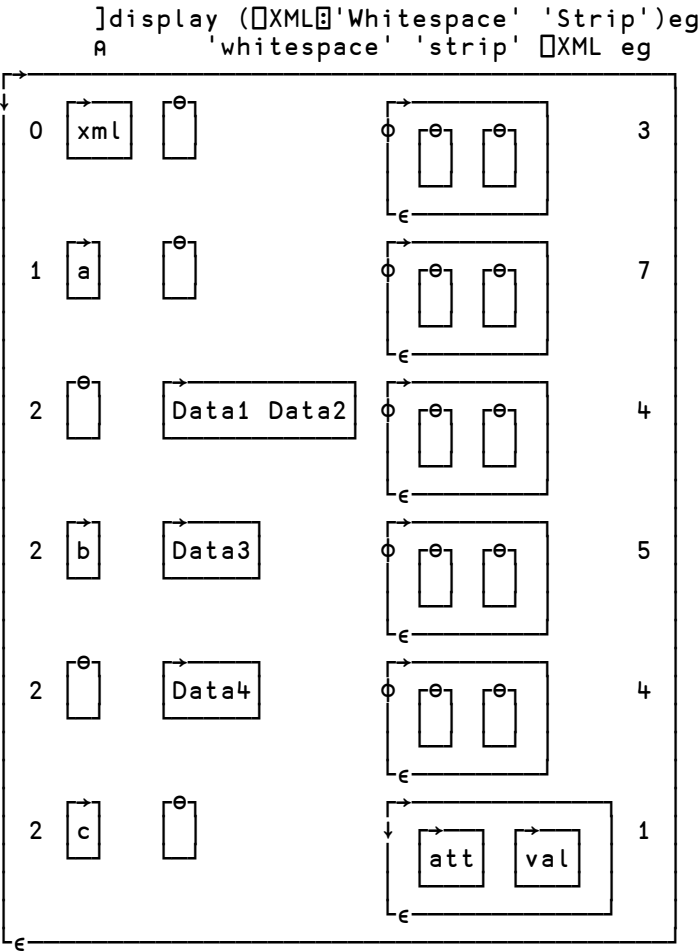 ]display (⎕XML⍠'Whitespace' 'Strip')eg
⍝ 'whitespace' 'strip' ⎕XML eg
0 xml 3
1 a 7
2 Data1 Data2 4
2 b Data3 5
2 Data4 4
2 c 1
att val